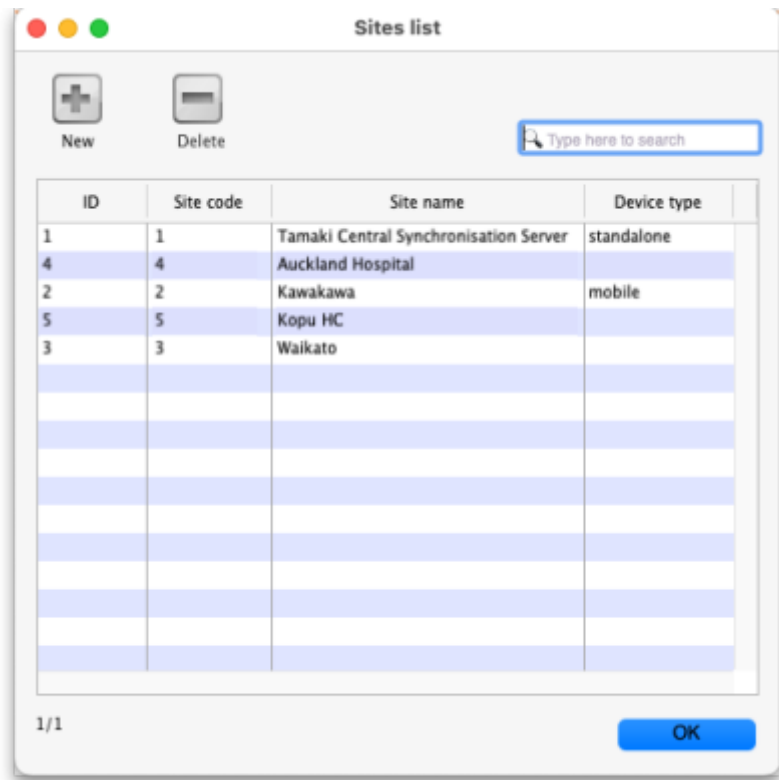 Sites list
New Delete
Type here to search
ID Site code Site name Device type
1 1 Tamaki Central Synchronisation Server standalone
4 4 Auckland Hospital
2 2 Kawakawa mobile
5 5 Kopu HC
3 3 Waikato
1/1
OK